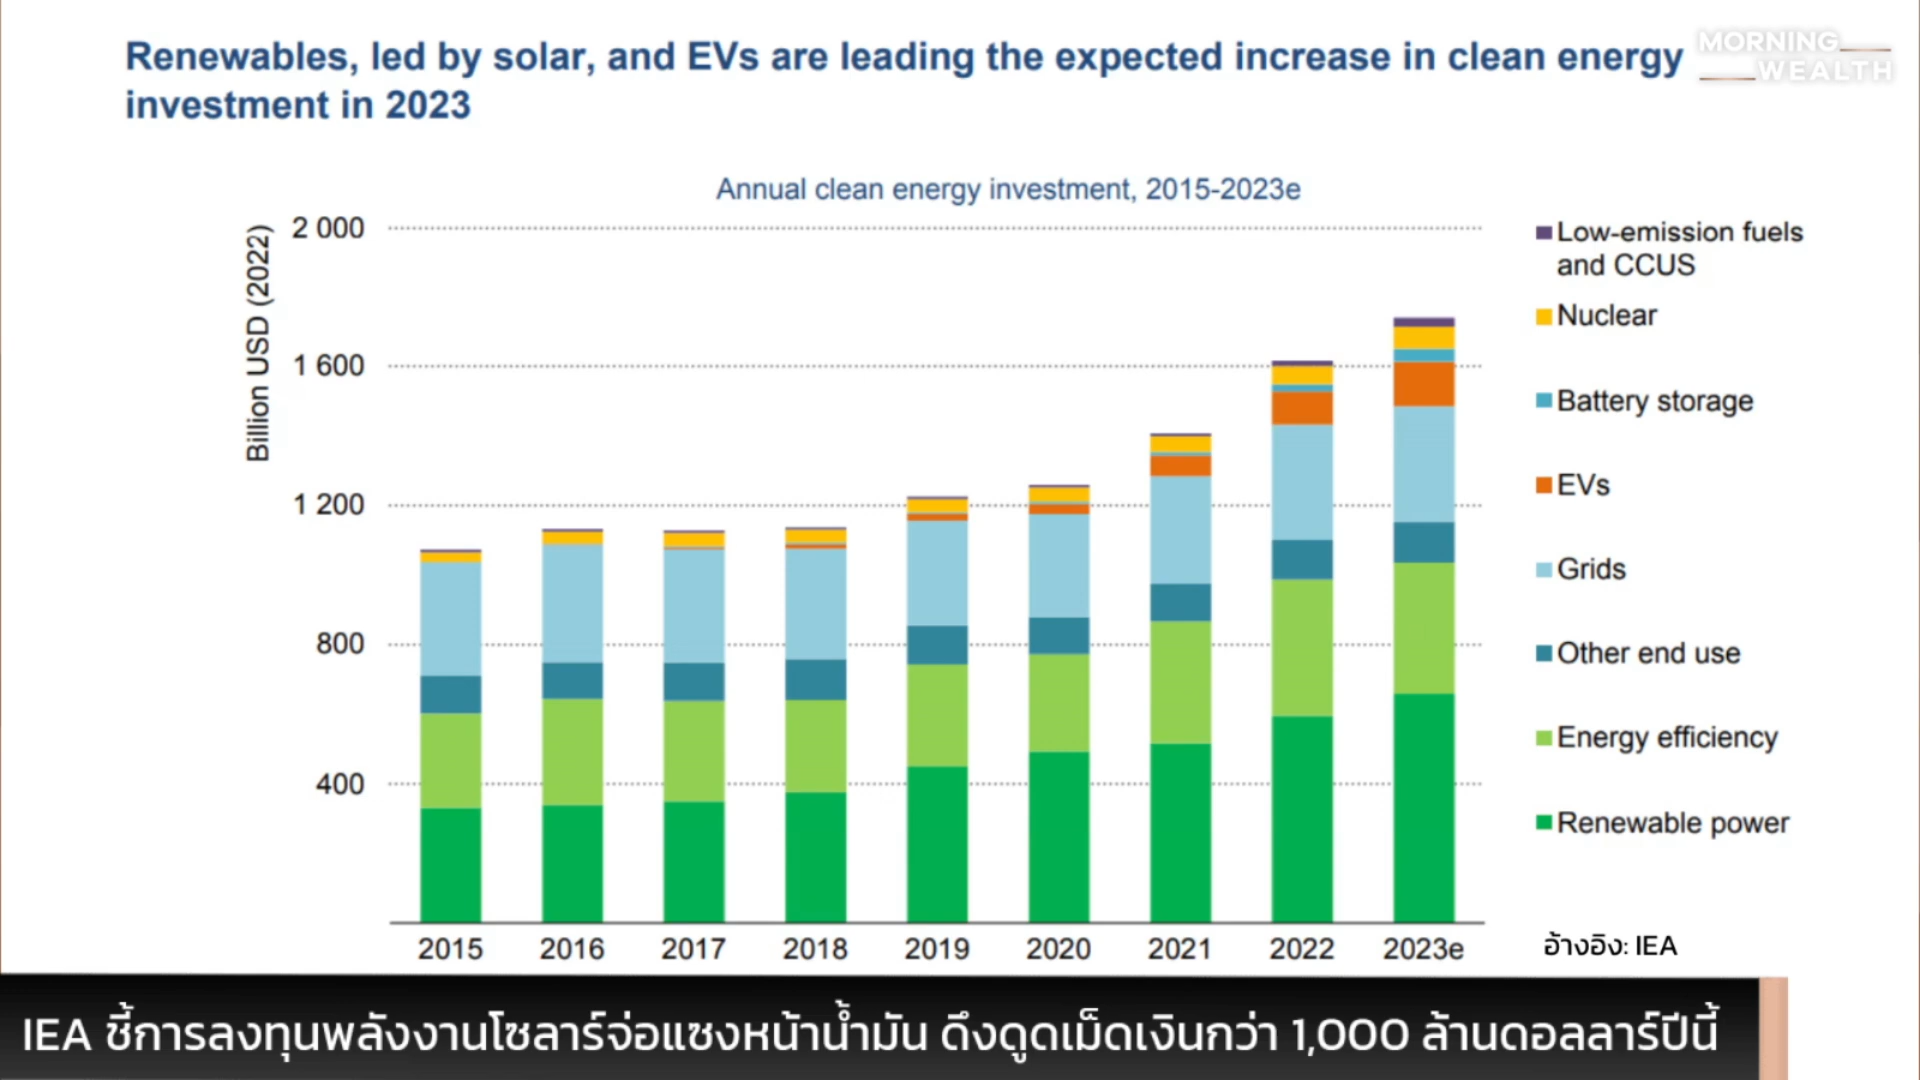 Renewables, led by solar, and EVs are leading the expected increase in clean energy
investment in 2023
MORNING
WEALTH
Annual clean energy investment, 2015-2023e
Billion USD (2022)
2 000
1 600
1 200
800
400
2015
2016
2017
2018
2019
2020
2021
2022
2023e
Low-emission fuels
and CCUS
Nuclear
Battery storage
EVs
Grids
Other end use
Energy efficiency
Renewable power
อ้างอิง: IEA
IEA ชี้การลงทุนพลังงานโซลาร์จ่อแซงหน้าน้ำมัน ดึงดูดเม็ดเงินกว่า 1,000 ล้านดอลลาร์ปีนี้